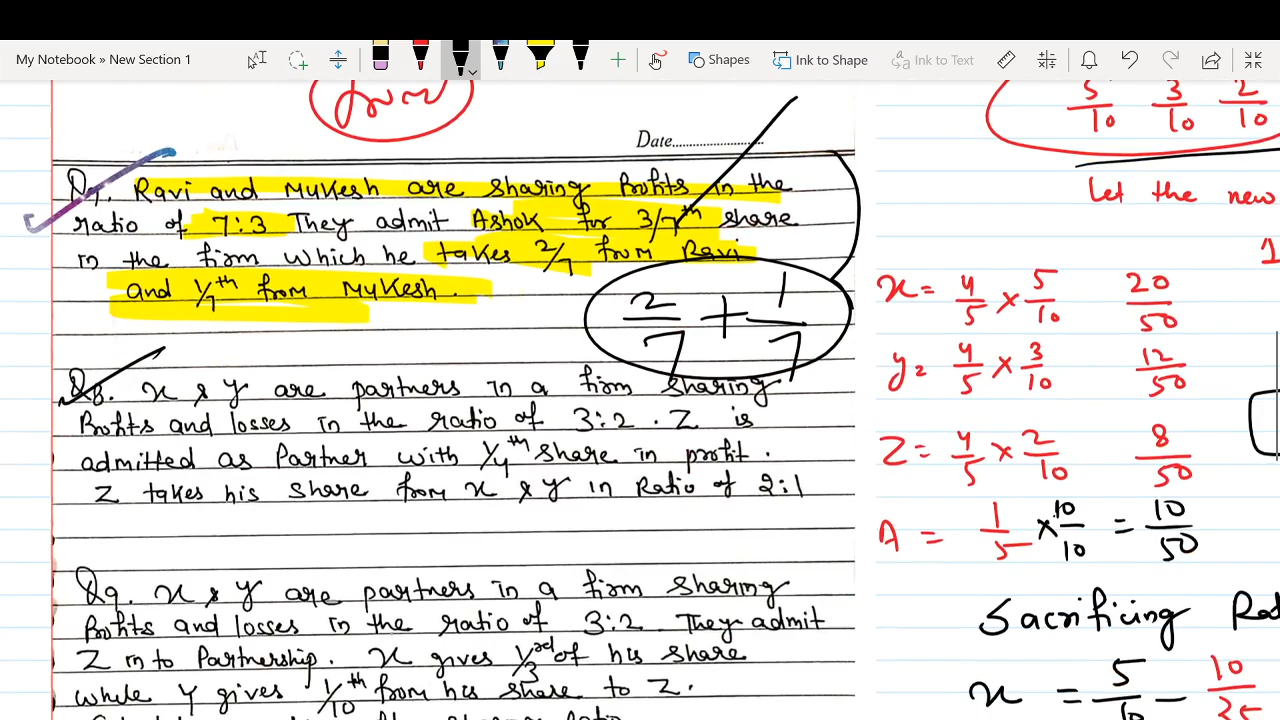 My Notebook » New Section 1
Shapes
Ink to Shape
Ink to Text
Date
Q7. Ravi and Mukesh are sharing Profits in the
ratio of 7:3 They admit Ashok for 3/7th share
in the firm which he takes 2/7 from Ravi
and 1/7th from Mukesh.
2/7 + 1/7
Q8. x & y are partners in a firm sharing
Profits and losses in the ratio of 3:2. Z is
admitted as Partner with 1/4th share in profit.
Z takes his share from x & y in Ratio of 2:1
Q9. x & y are partners in a firm sharing
Profits and losses in the ratio of 3:2. They admit
Z in to Partnership. x gives 1/3rd of his share
while y gives 1/10th from his share to Z.
5/10 3/10 2/10
Let the new
1
x = 4/5 × 5/10 20/50
y = 4/5 × 3/10 12/50
Z = 4/5 × 2/10 8/50
A = 1/5 × 10/10 = 10/50
Sacrificing
x = 5/10 -